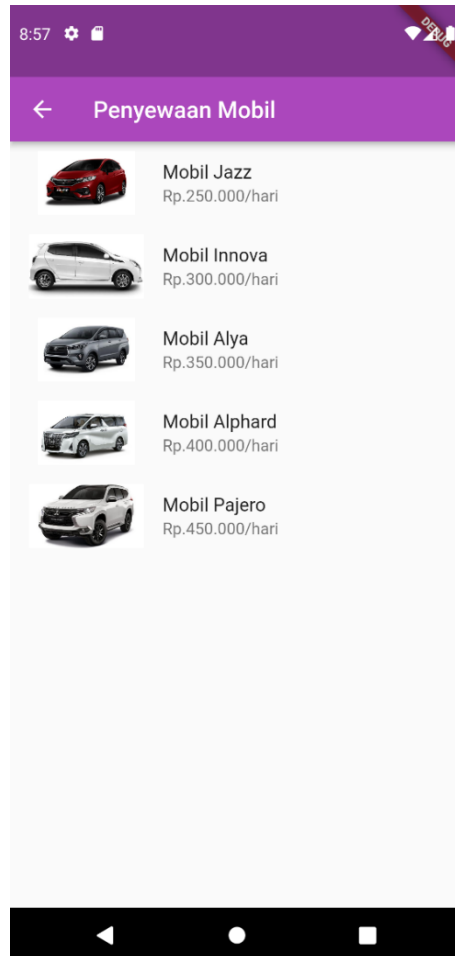 8:57
DEBUG
Penyewaan Mobil
Mobil Jazz
Rp.250.000/hari
Mobil Innova
Rp.300.000/hari
Mobil Alya
Rp.350.000/hari
Mobil Alphard
Rp.400.000/hari
Mobil Pajero
Rp.450.000/hari